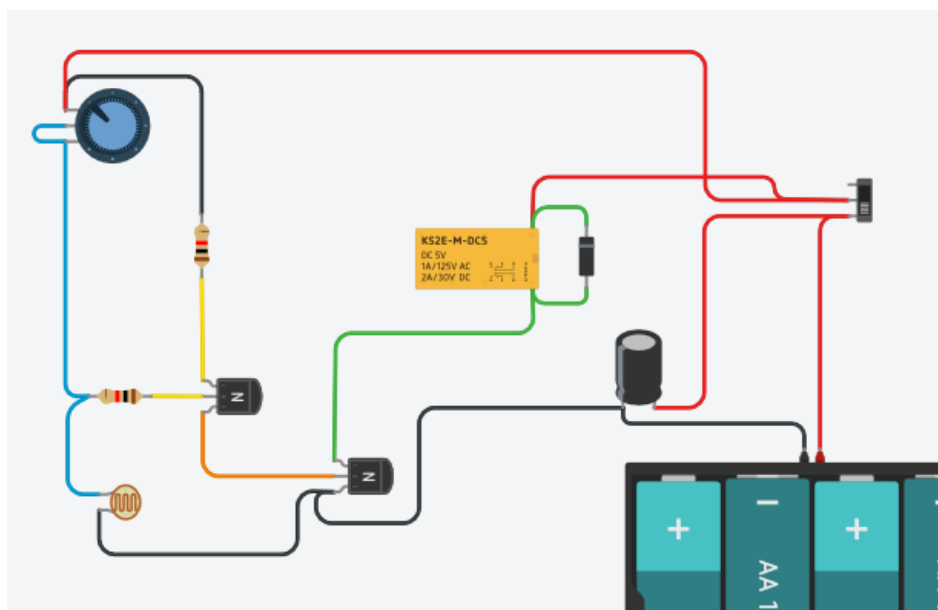 KS2E-M-DC5
DC 5V
1A/125V AC
2A/30V DC
N
N
+
–
+
AA 1